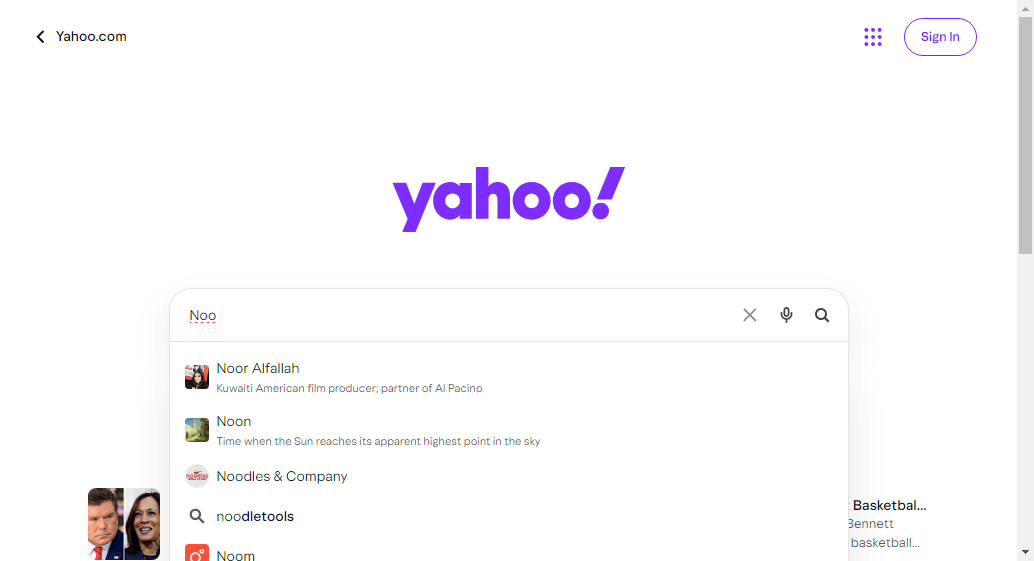 Yahoo.com
Sign In
yahoo!
Noo
Noor Alfallah
Kuwaiti American film producer; partner of Al Pacino
Noon
Time when the Sun reaches its apparent highest point in the sky
Noodles & Company
noodletools
Basketbal...
Bennett
basketball...
Noom